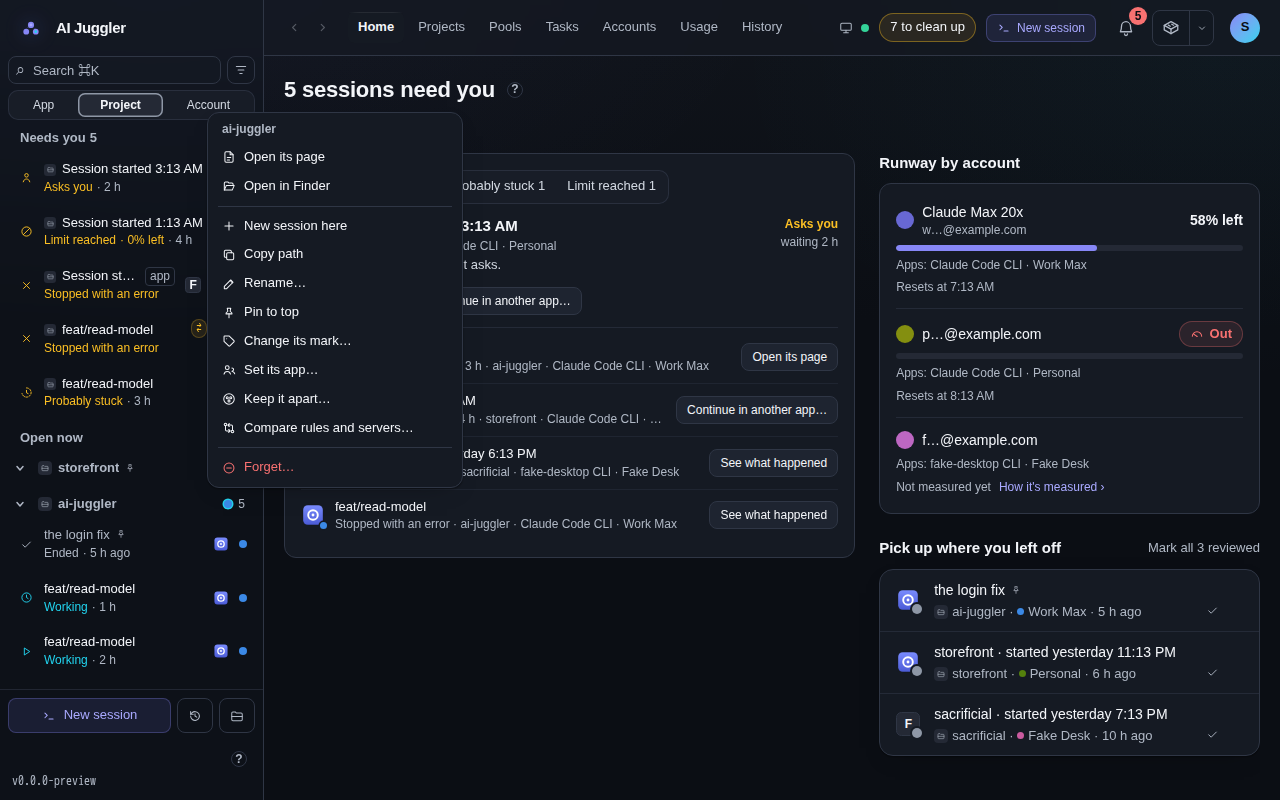 AI Juggler
Home
Projects
Pools
Tasks
Accounts
Usage
History
7 to clean up
New session
5
S
Search ⌘K
App
Project
Account
Needs you 5
Session started 3:13 AM
Asks you · 2 h
Session started 1:13 AM
Limit reached · 0% left · 4 h
Session st… app
Stopped with an error
F
feat/read-model
Stopped with an error
feat/read-model
Probably stuck · 3 h
Open now
storefront
ai-juggler
5
the login fix
Ended · 5 h ago
feat/read-model
Working · 1 h
feat/read-model
Working · 2 h
New session
?
v0.0.0-preview
5 sessions need you ?
ai-juggler
Open its page
Open in Finder
New session here
Copy path
Rename…
Pin to top
Change its mark…
Set its app…
Keep it apart…
Compare rules and servers…
Forget…
obably stuck 1
Limit reached 1
3:13 AM
Asks you
de CLI · Personal
waiting 2 h
t asks.
nue in another app…
3 h · ai-juggler · Claude Code CLI · Work Max
Open its page
AM
4 h · storefront · Claude Code CLI · …
Continue in another app…
day 6:13 PM
sacrificial · fake-desktop CLI · Fake Desk
See what happened
feat/read-model
Stopped with an error · ai-juggler · Claude Code CLI · Work Max
See what happened
Runway by account
Claude Max 20x
w…@example.com
58% left
Apps: Claude Code CLI · Work Max
Resets at 7:13 AM
p…@example.com
Out
Apps: Claude Code CLI · Personal
Resets at 8:13 AM
f…@example.com
Apps: fake-desktop CLI · Fake Desk
Not measured yet How it's measured ›
Pick up where you left off
Mark all 3 reviewed
the login fix
ai-juggler · Work Max · 5 h ago
storefront · started yesterday 11:13 PM
storefront · Personal · 6 h ago
F
sacrificial · started yesterday 7:13 PM
sacrificial · Fake Desk · 10 h ago